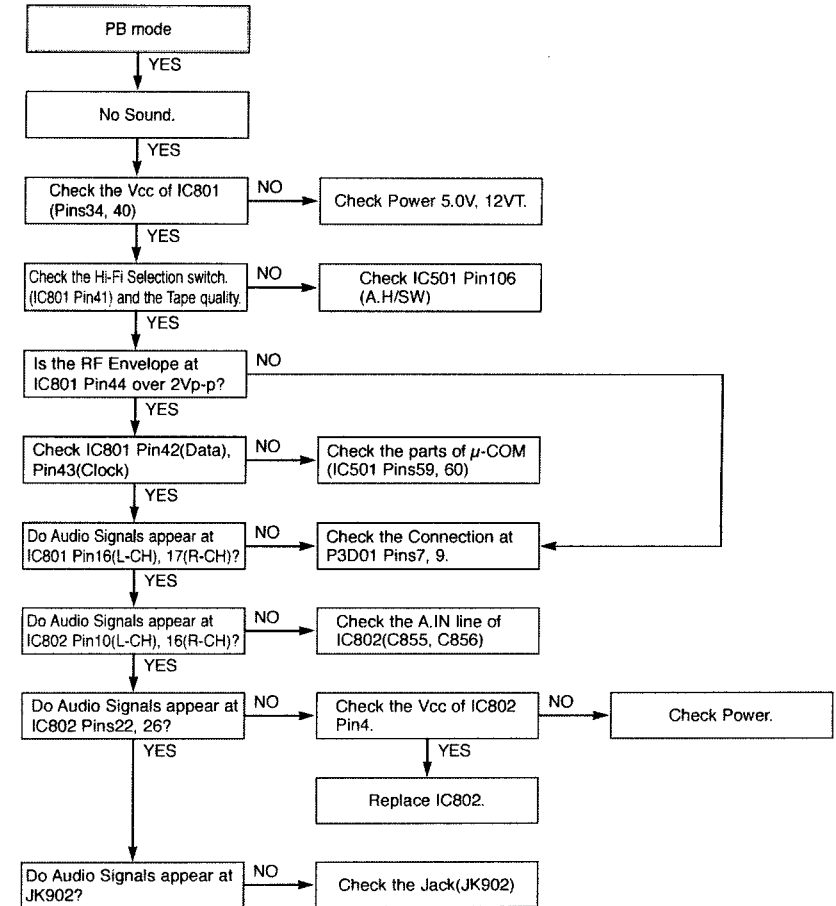 PB mode
YES
No Sound.
YES
Check the Vcc of IC801
(Pins34, 40)
NO
Check Power 5.0V, 12VT.
YES
Check the Hi-Fi Selection switch.
(IC801 Pin41) and the Tape quality.
NO
Check IC501 Pin106
(A.H/SW)
YES
Is the RF Envelope at
IC801 Pin44 over 2Vp-p?
NO
YES
Check IC801 Pin42(Data),
Pin43(Clock)
NO
Check the parts of μ-COM
(IC501 Pins59, 60)
YES
Do Audio Signals appear at
IC801 Pin16(L-CH), 17(R-CH)?
NO
Check the Connection at
P3D01 Pins7, 9.
YES
Do Audio Signals appear at
IC802 Pin10(L-CH), 16(R-CH)?
NO
Check the A.IN line of
IC802(C855, C856)
YES
Do Audio Signals appear at
IC802 Pins22, 26?
NO
Check the Vcc of IC802
Pin4.
NO
Check Power.
YES
YES
Replace IC802.
Do Audio Signals appear at
JK902?
NO
Check the Jack(JK902)